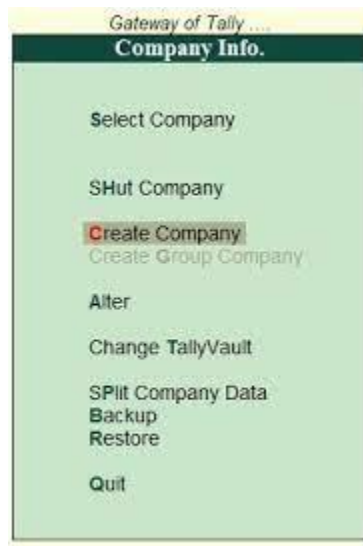 Gateway of Tally ....
Company Info.
Select Company
SHut Company
Create Company
Create Group Company
Alter
Change TallyVault
SPlit Company Data
Backup
Restore
Quit